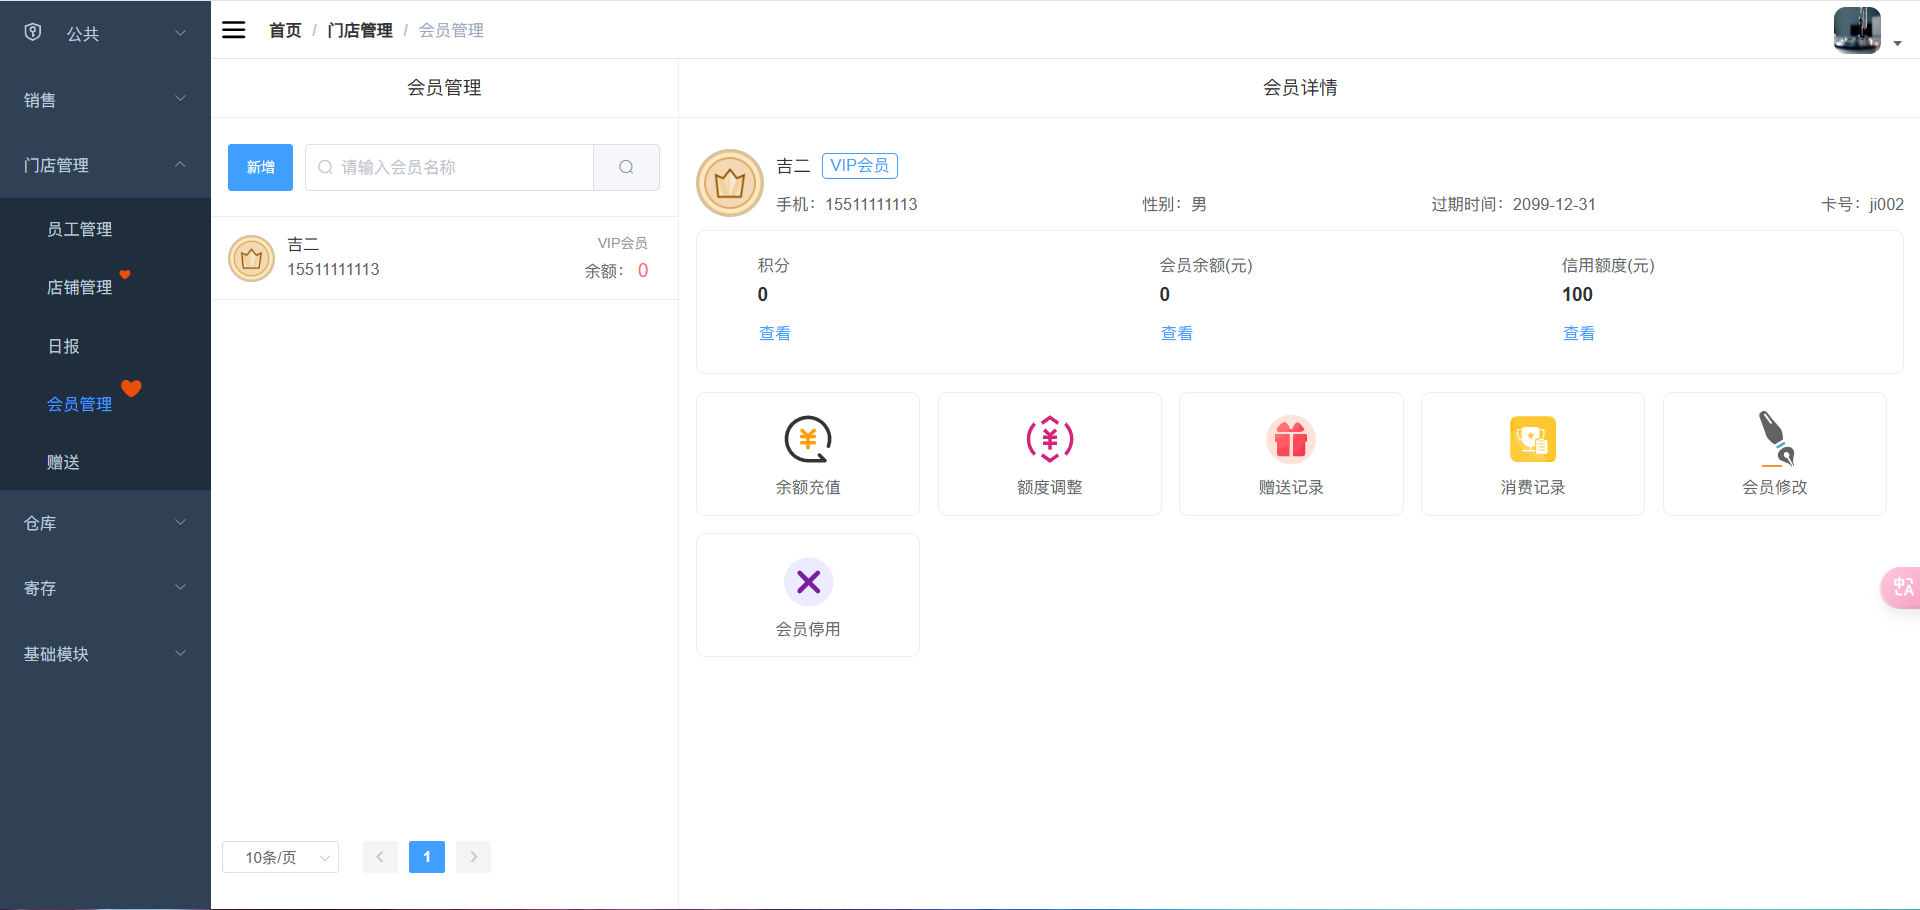 公共
销售
门店管理
员工管理
店铺管理
日报
会员管理
赠送
仓库
寄存
基础模块
首页 / 门店管理 / 会员管理
会员管理
新增
请输入会员名称
吉二
VIP会员
15511111113
余额： 0
10条/页
1
会员详情
吉二 VIP会员
手机：15511111113 性别：男 过期时间：2099-12-31 卡号：ji002
积分 会员余额(元) 信用额度(元)
0 0 100
查看 查看 查看
余额充值 额度调整 赠送记录 消费记录 会员修改
会员停用
中 A